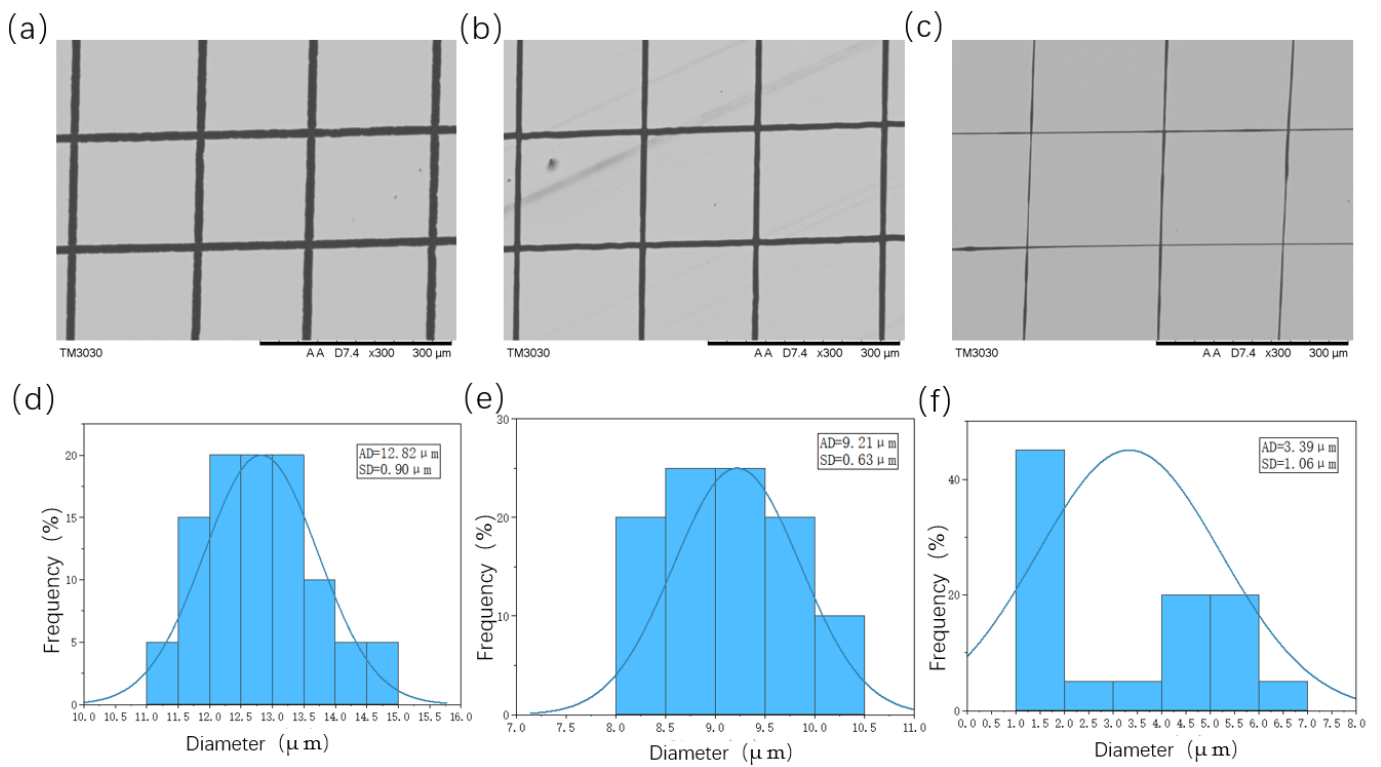 (a)
(b)
(c)
TM3030
A A D7.4 x300 300 μm
TM3030
A A D7.4 x300 300 μm
TM3030
A A D7.4 x300 300 μm
(d)
(e)
(f)
Frequency (%)
20
15
10
5
0
AD=12.82 μm
SD=0.90 μm
10.0 10.5 11.0 11.5 12.0 12.5 13.0 13.5 14.0 14.5 15.0 15.5 16.0
Diameter (μm)
Frequency (%)
30
20
10
0
AD=9.21 μm
SD=0.63 μm
7.0 7.5 8.0 8.5 9.0 9.5 10.0 10.5 11.0
Diameter (μm)
Frequency (%)
40
20
0
AD=3.39 μm
SD=1.06 μm
0.0 0.5 1.0 1.5 2.0 2.5 3.0 3.5 4.0 4.5 5.0 5.5 6.0 6.5 7.0 7.5 8.0
Diameter (μm)